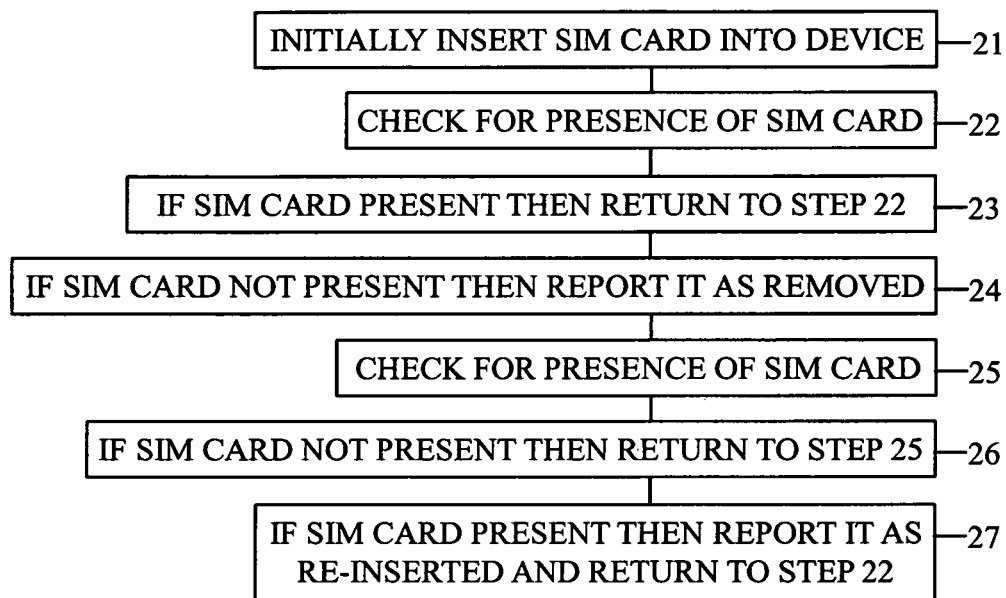 INITIALLY INSERT SIM CARD INTO DEVICE 21
CHECK FOR PRESENCE OF SIM CARD 22
IF SIM CARD PRESENT THEN RETURN TO STEP 22 23
IF SIM CARD NOT PRESENT THEN REPORT IT AS REMOVED 24
CHECK FOR PRESENCE OF SIM CARD 25
IF SIM CARD NOT PRESENT THEN RETURN TO STEP 25 26
IF SIM CARD PRESENT THEN REPORT IT AS 27
RE-INSERTED AND RETURN TO STEP 22